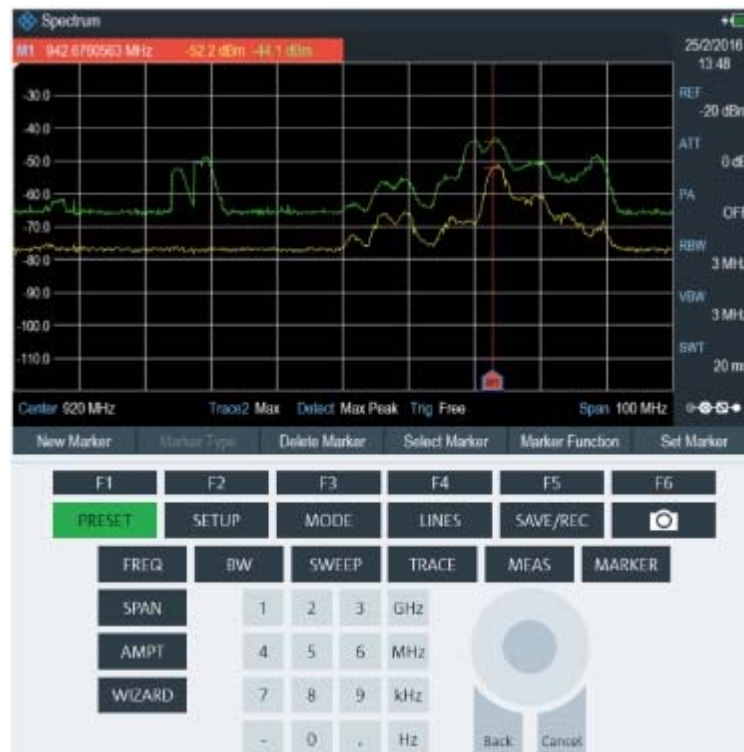 Spectrum
M1 942.6760563 MHz -52.2 dBm -44.1 dBm
25/2/2016
13:48
-30.0
-40.0
-50.0
-60.0
-70.0
-80.0
-90.0
-100.0
-110.0
REF
-20 dBm
ATT
0 dB
PA
OFF
RBW
3 MHz
VBW
3 MHz
SWT
20 ms
M1
Center 920 MHz Trace2 Max Detect Max Peak Trig Free Span 100 MHz
New Marker Marker Type Delete Marker Select Marker Marker Function Set Marker
F1 F2 F3 F4 F5 F6
PRESET SETUP MODE LINES SAVE/REC
FREQ BW SWEEP TRACE MEAS MARKER
SPAN 1 2 3 GHz
AMPT 4 5 6 MHz
WIZARD 7 8 9 kHz
- 0 . Hz Back Cancel